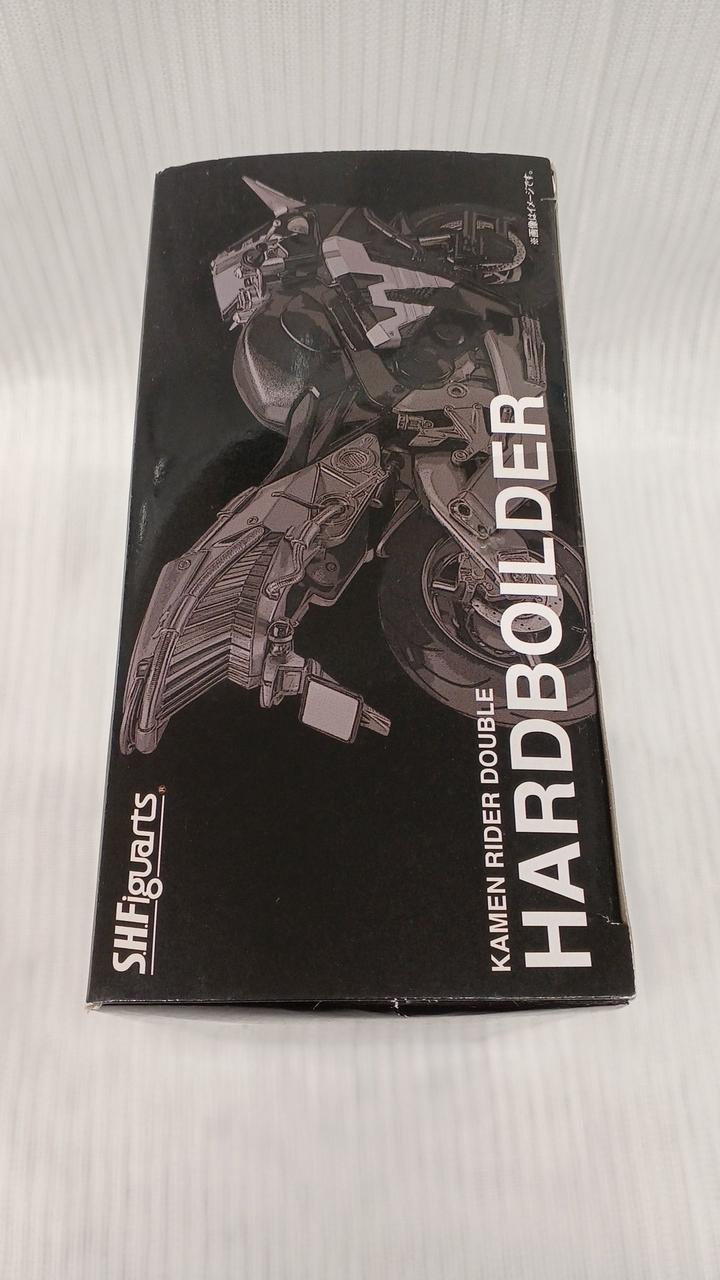 S.H.Figuarts®
KAMEN RIDER DOUBLE
HARDBOILDER
※画像はイメージです。